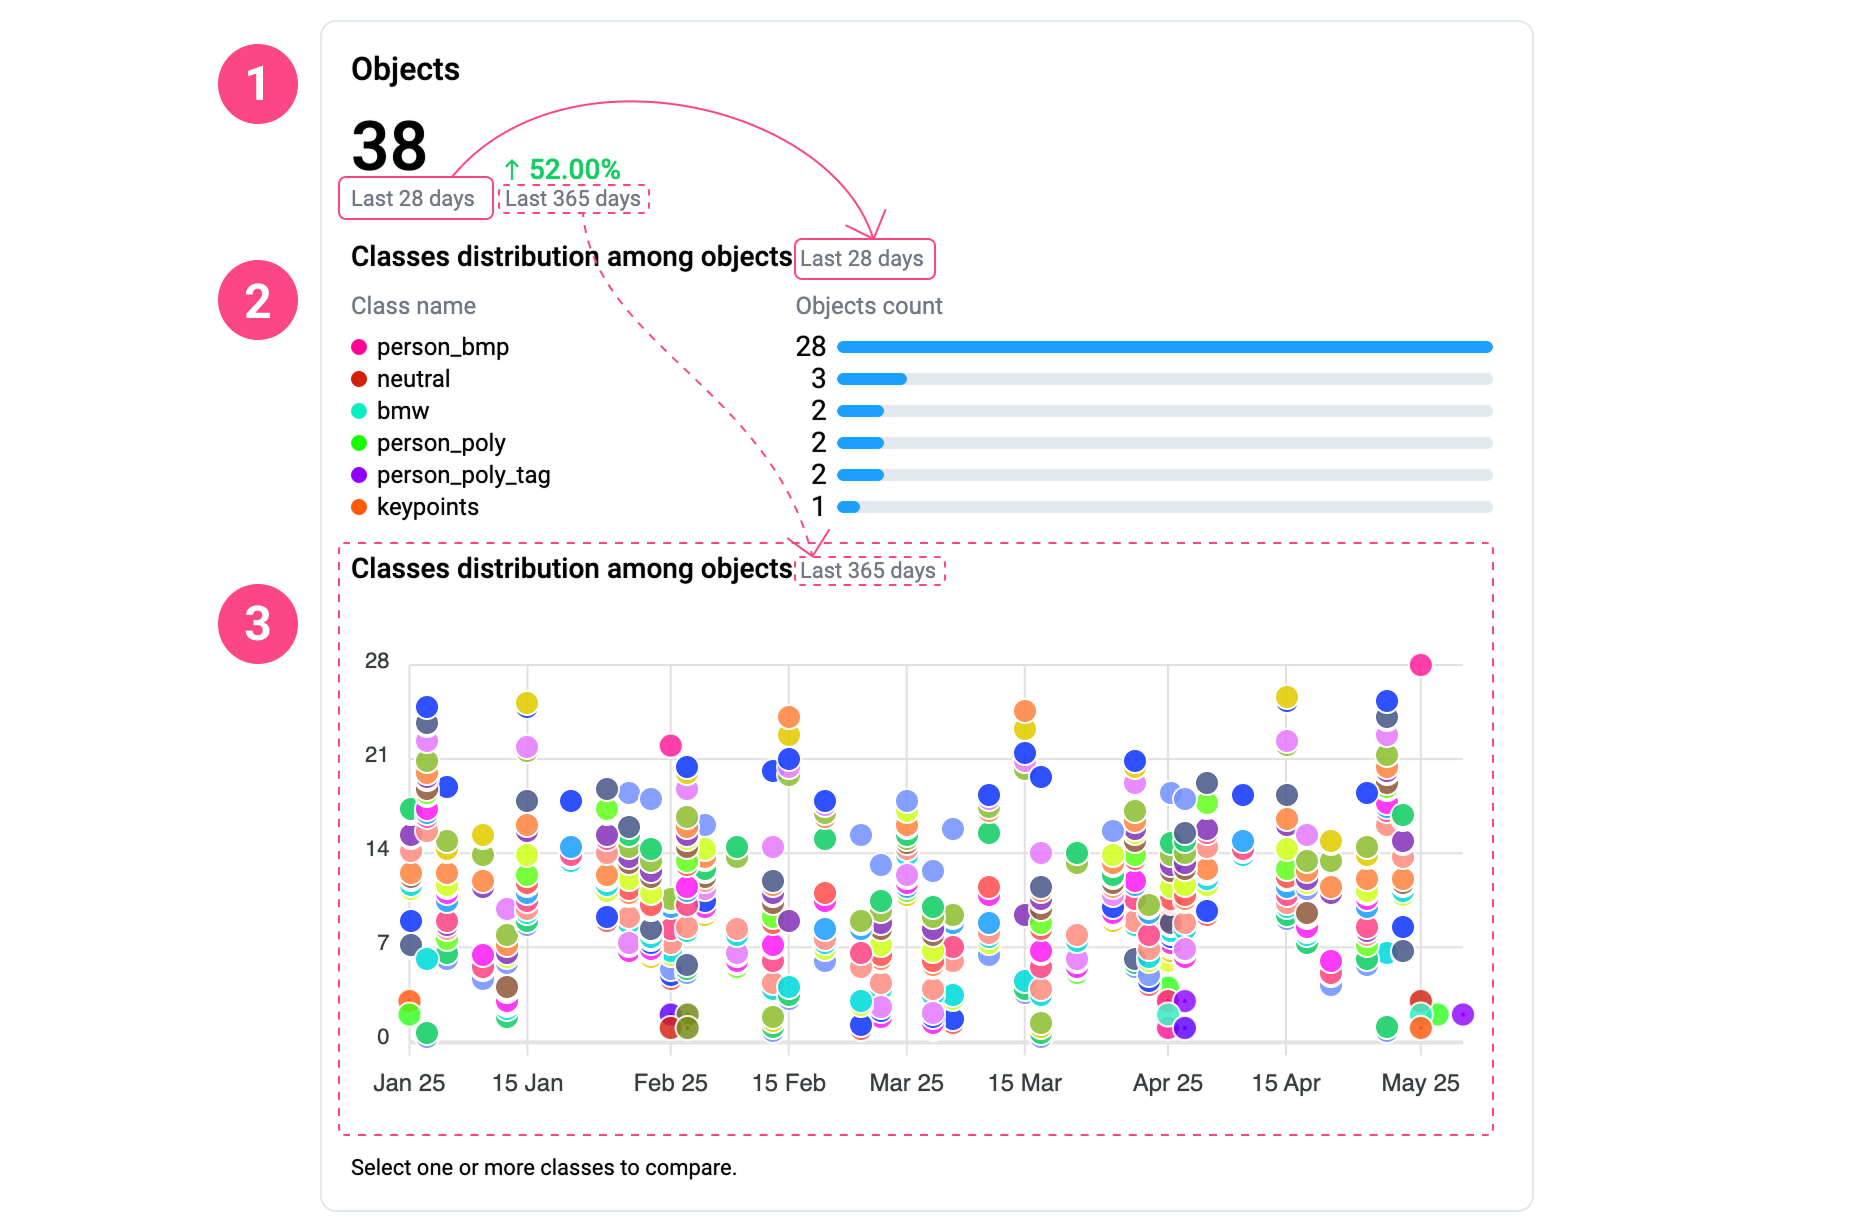 1
Objects
38
↑ 52.00%
Last 28 days
Last 365 days
Classes distribution among objects Last 28 days
2
Class name
Objects count
person_bmp 28
neutral 3
bmw 2
person_poly 2
person_poly_tag 2
keypoints 1
Classes distribution among objects Last 365 days
3
28
21
14
7
0
Jan 25 15 Jan Feb 25 15 Feb Mar 25 15 Mar Apr 25 15 Apr May 25
Select one or more classes to compare.